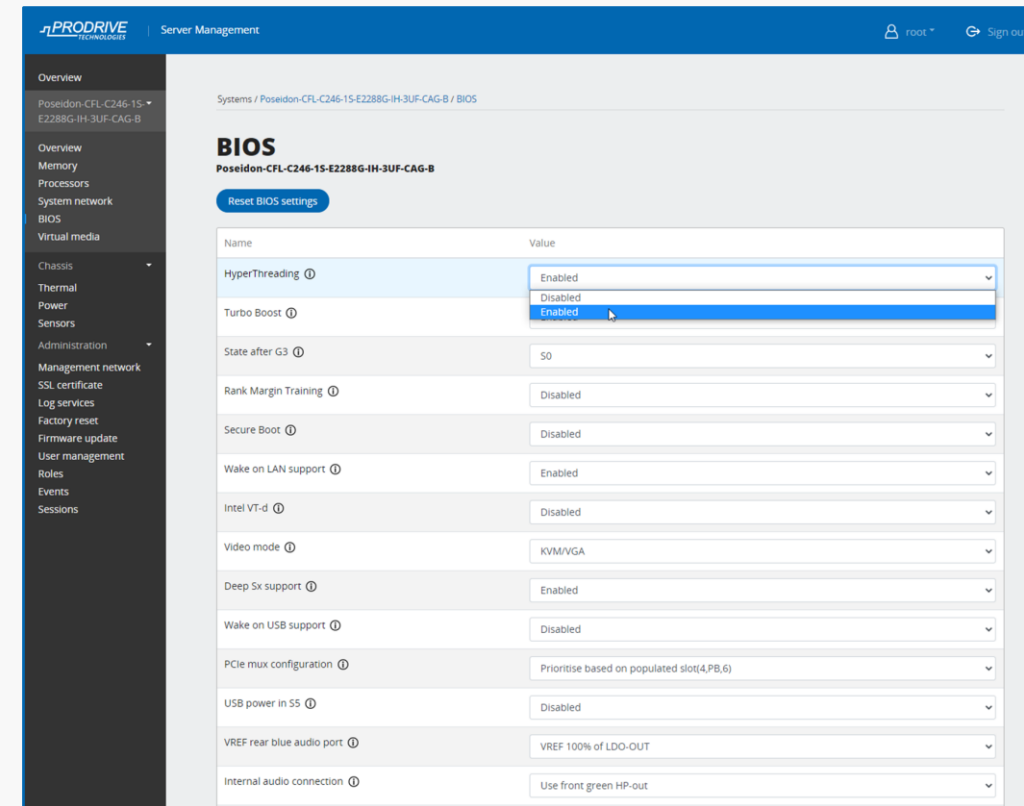 PRODRIVE
TECHNOLOGIES
Server Management
root
Sign ou
Overview
Poseidon-CFL-C246-1S-
E2288G-IH-3UF-CAG-B
Overview
Memory
Processors
System network
BIOS
Virtual media
Chassis
Thermal
Power
Sensors
Administration
Management network
SSL certificate
Log services
Factory reset
Firmware update
User management
Roles
Events
Sessions
Systems / Poseidon-CFL-C246-1S-E2288G-IH-3UF-CAG-B / BIOS
BIOS
Poseidon-CFL-C246-1S-E2288G-IH-3UF-CAG-B
Reset BIOS settings
Name Value
HyperThreading Enabled
Disabled
Enabled
Turbo Boost
State after G3 S0
Rank Margin Training Disabled
Secure Boot Disabled
Wake on LAN support Enabled
Intel VT-d Disabled
Video mode KVM/VGA
Deep Sx support Enabled
Wake on USB support Disabled
PCIe mux configuration Prioritise based on populated slot(4,PB,6)
USB power in S5 Disabled
VREF rear blue audio port VREF 100% of LDO-OUT
Internal audio connection Use front green HP-out